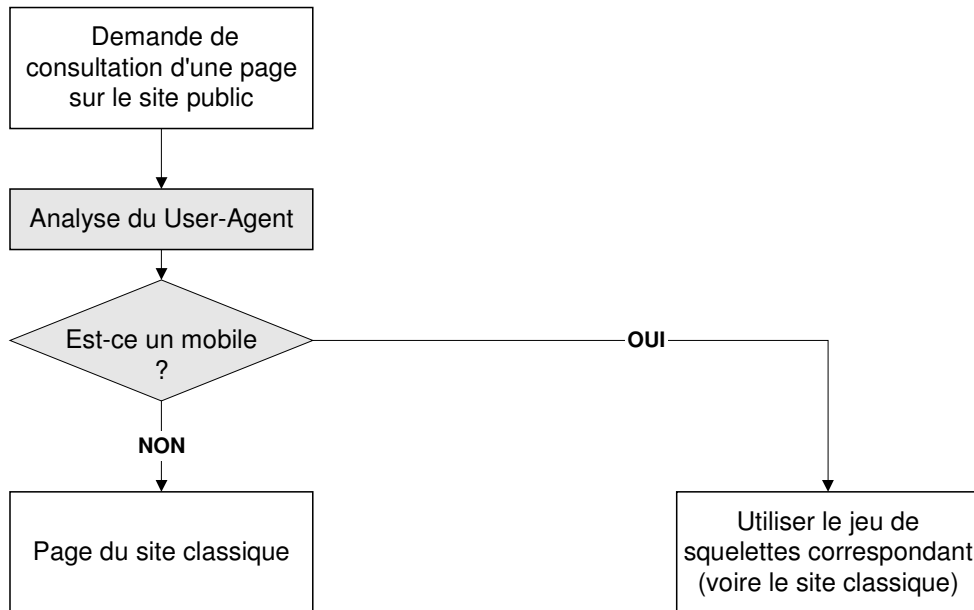 Demande de
consultation d'une page
sur le site public
Analyse du User-Agent
Est-ce un mobile
?
OUI
NON
Page du site classique
Utiliser le jeu de
squelettes correspondant
(voire le site classique)